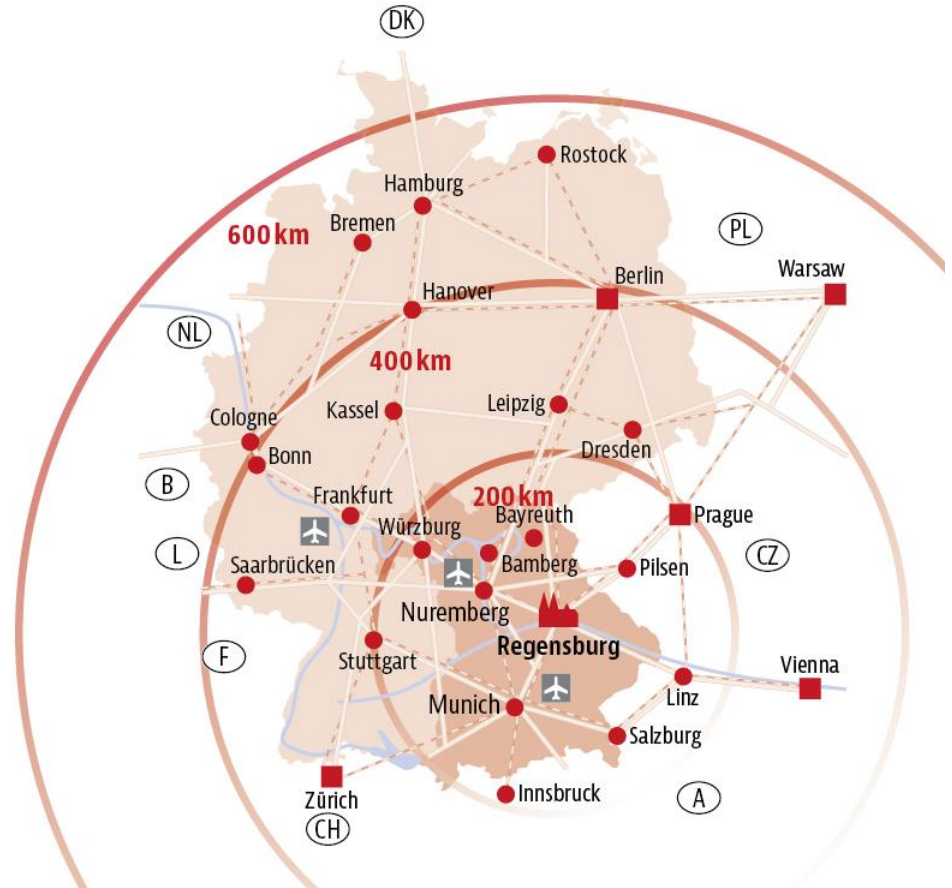 DK
Rostock
Hamburg
Bremen
600 km
PL
Warsaw
Berlin
Hanover
NL
400 km
Kassel
Leipzig
Cologne
Dresden
Bonn
B
200 km
Frankfurt
Bayreuth
Prague
Würzburg
L
CZ
Saarbrücken
Bamberg
Pilsen
Nuremberg
Regensburg
F
Stuttgart
Vienna
Linz
Munich
Salzburg
Zürich
Innsbruck
A
CH